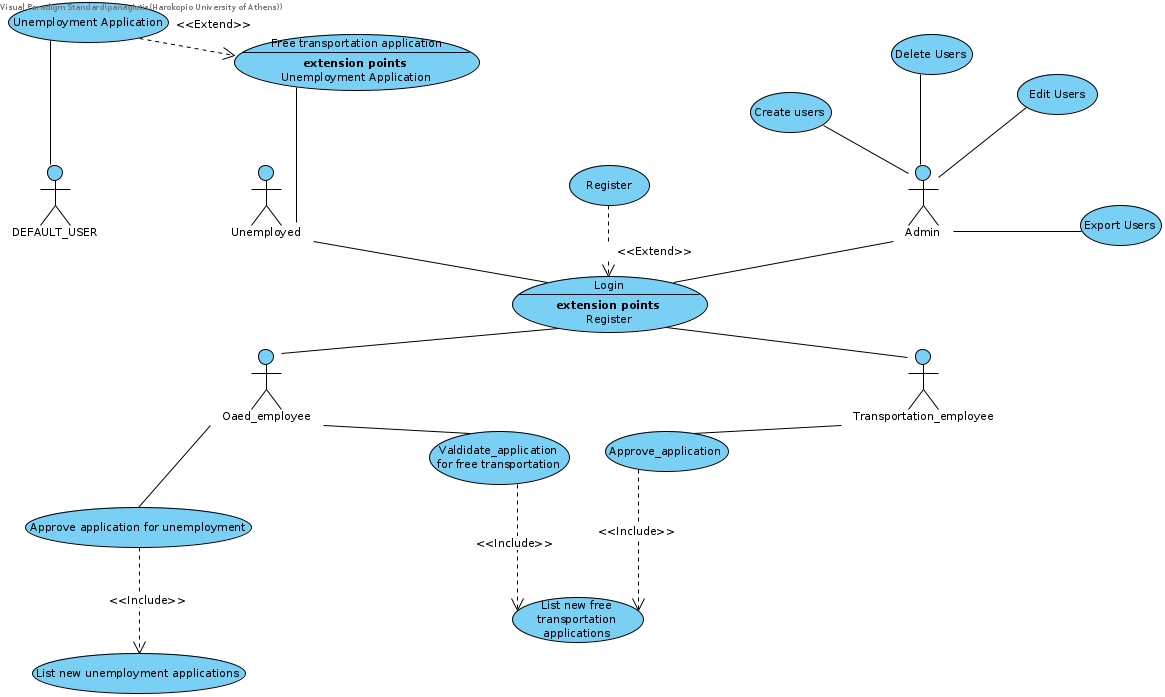 Visual Paradigm Standard(panagiotis(Harokopio University of Athens))
Unemployment Application
<<Extend>>
Free transportation application
extension points
Unemployment Application
Delete Users
Edit Users
Create users
Register
DEFAULT_USER
Unemployed
Admin
Export Users
<<Extend>>
Login
extension points
Register
Oaed_employee
Transportation_employee
Valdidate_application
for free transportation
Approve_application
Approve application for unemployment
<<Include>>
<<Include>>
<<Include>>
List new free
transportation
applications
List new unemployment applications